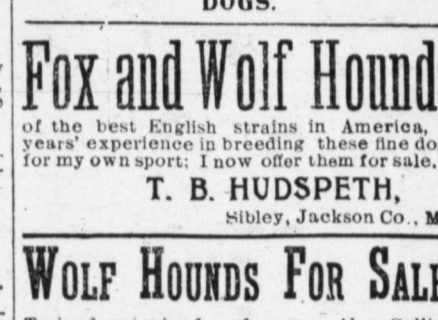 DOGS.
Fox and Wolf Hound
of the best English strains in America,
years' experience in breeding these fine do
for my own sport; I now offer them for sale.
T. B. HUDSPETH,
Sibley, Jackson Co., M
WOLF HOUNDS FOR SALE